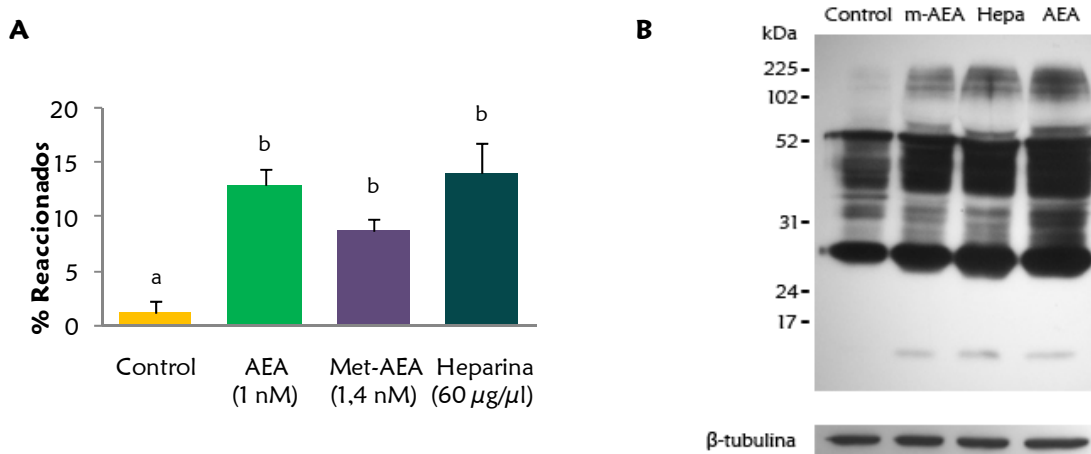 A
% Reaccionados
20
15
10
5
0
a
b
b
b
Control
AEA
(1 nM)
Met-AEA
(1,4 nM)
Heparina
(60 µg/µl)
B
Control m-AEA Hepa AEA
kDa
225
102
52
31
24
17
β-tubulina